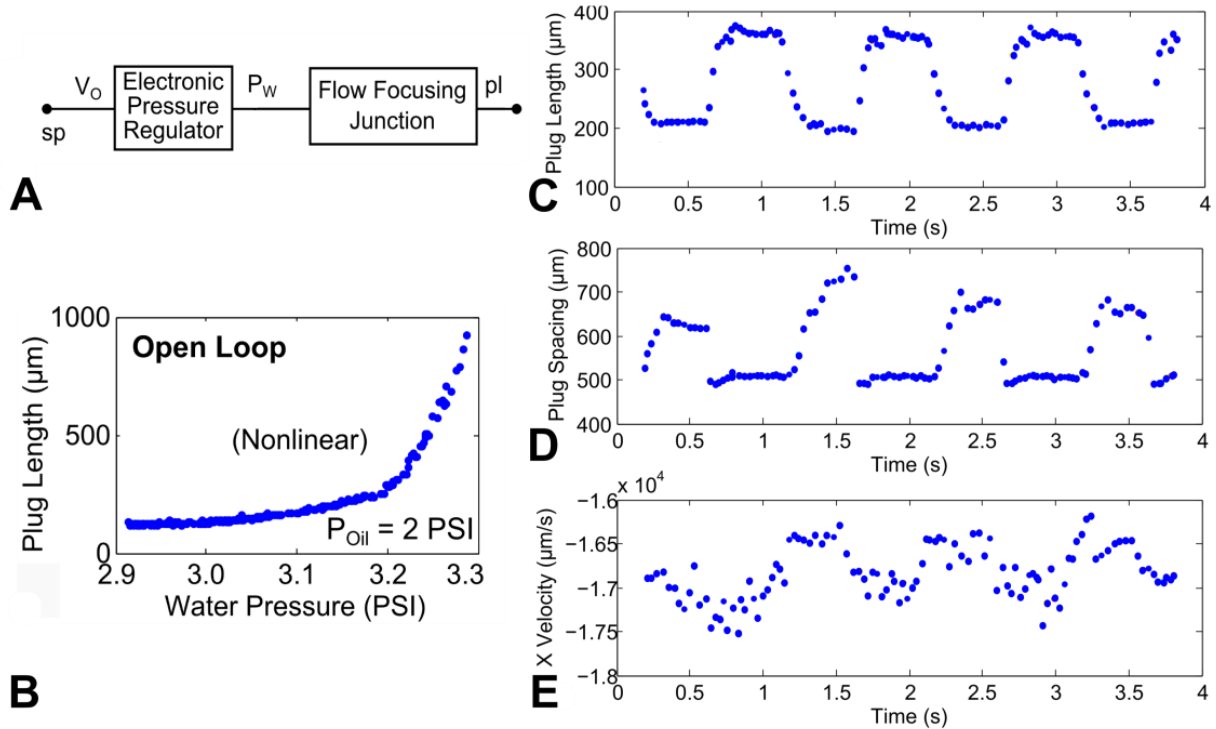 A
sp
V_O
Electronic
Pressure
Regulator
P_W
Flow Focusing
Junction
pl
B
Open Loop
(Nonlinear)
P_Oil = 2 PSI
Plug Length (µm)
1000
500
0
2.9 3.0 3.1 3.2 3.3
Water Pressure (PSI)
C
Plug Length (µm)
400
300
200
100
0 0.5 1 1.5 2 2.5 3 3.5 4
Time (s)
D
Plug Spacing (µm)
800
700
600
500
400
0 0.5 1 1.5 2 2.5 3 3.5 4
Time (s)
E
X Velocity (µm/s)
x 10⁴
−1.6
−1.65
−1.7
−1.75
−1.8
0 0.5 1 1.5 2 2.5 3 3.5 4
Time (s)